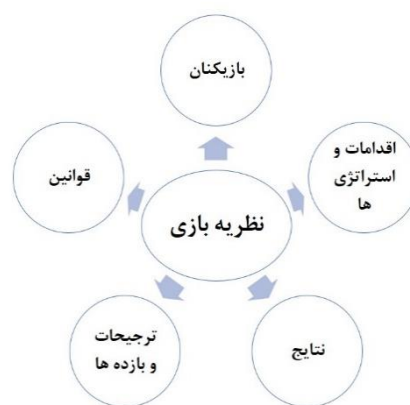 بازیکنان
اقدامات و
استراتژی
ها
قوانین
نظریه بازی
ترجیحات
و بازده ها
نتایج